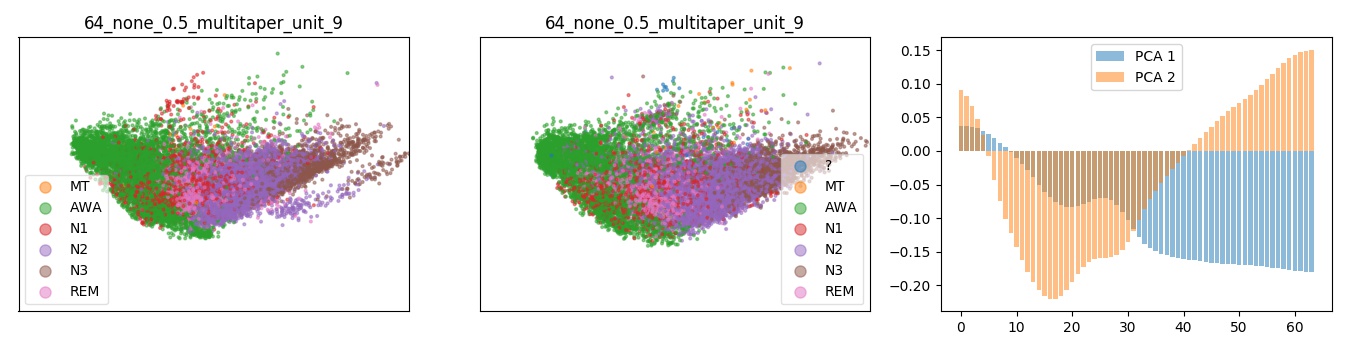 64_none_0.5_multitaper_unit_9
MT
AWA
N1
N2
N3
REM
64_none_0.5_multitaper_unit_9
?
MT
AWA
N1
N2
N3
REM
PCA 1
PCA 2
0.15
0.10
0.05
0.00
−0.05
−0.10
−0.15
−0.20
0 10 20 30 40 50 60